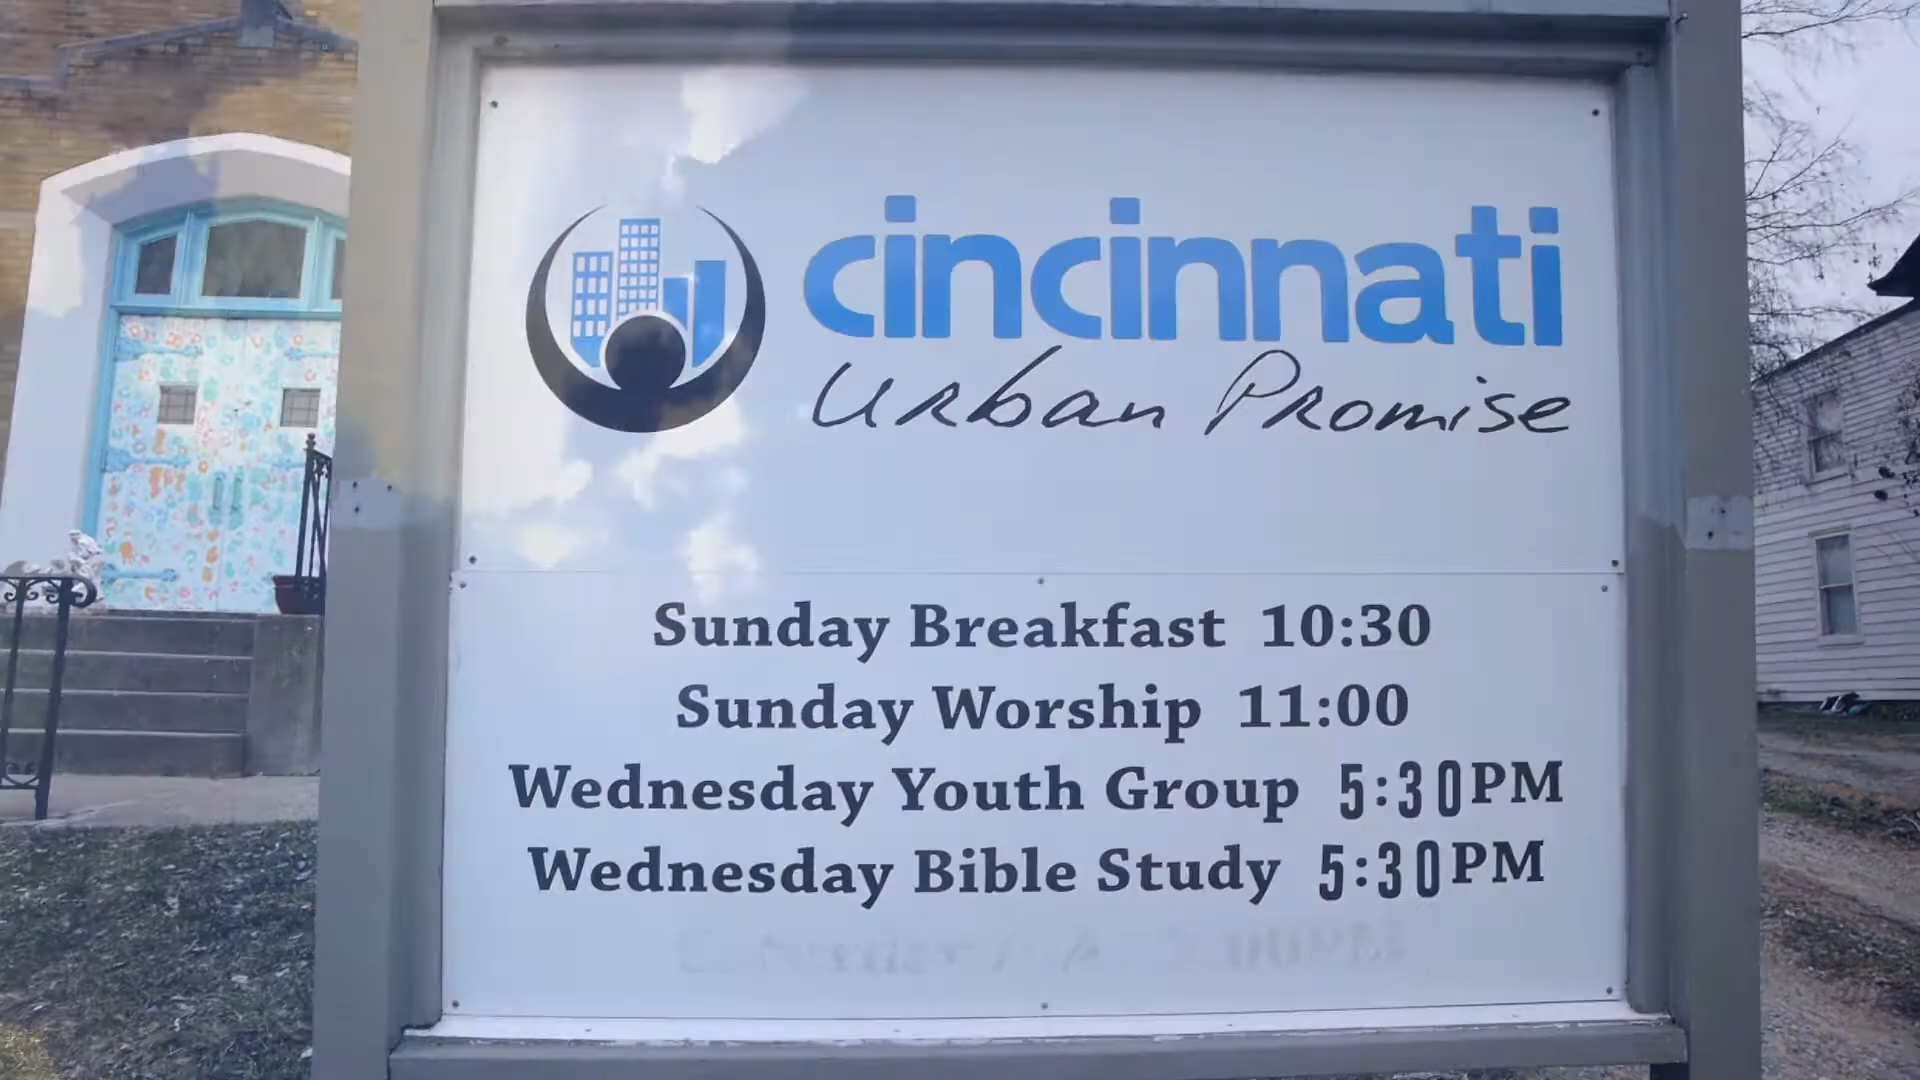 cincinnati
Urban Promise
Sunday Breakfast 10:30
Sunday Worship 11:00
Wednesday Youth Group 5:30PM
Wednesday Bible Study 5:30PM